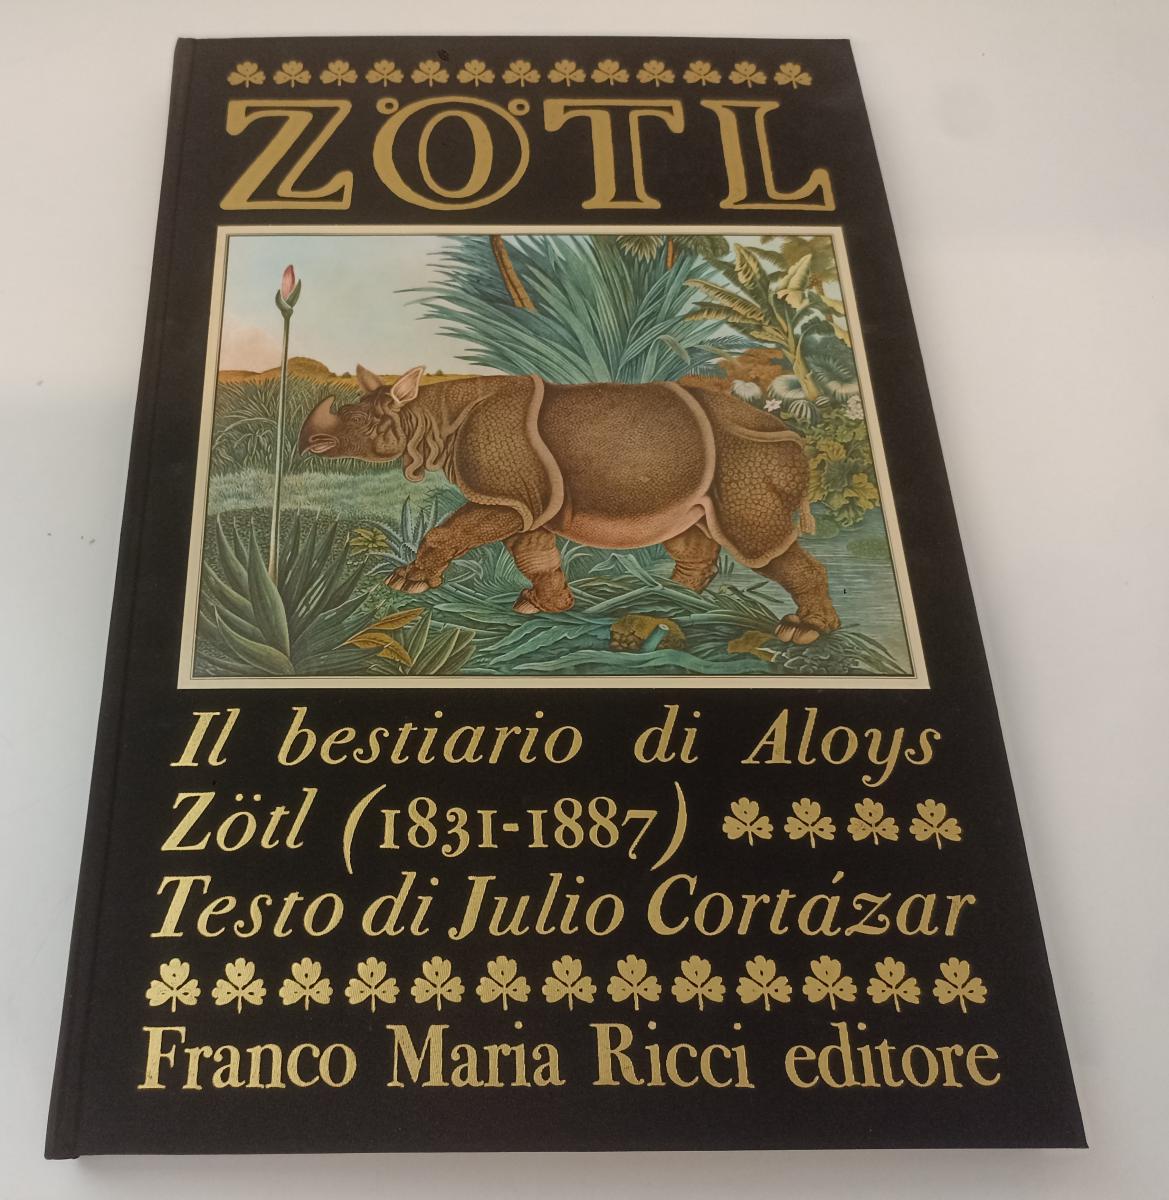 ZÖTL
Il bestiario di Aloys
Zötl (1831-1887)
Testo di Julio Cortázar
Franco Maria Ricci editore